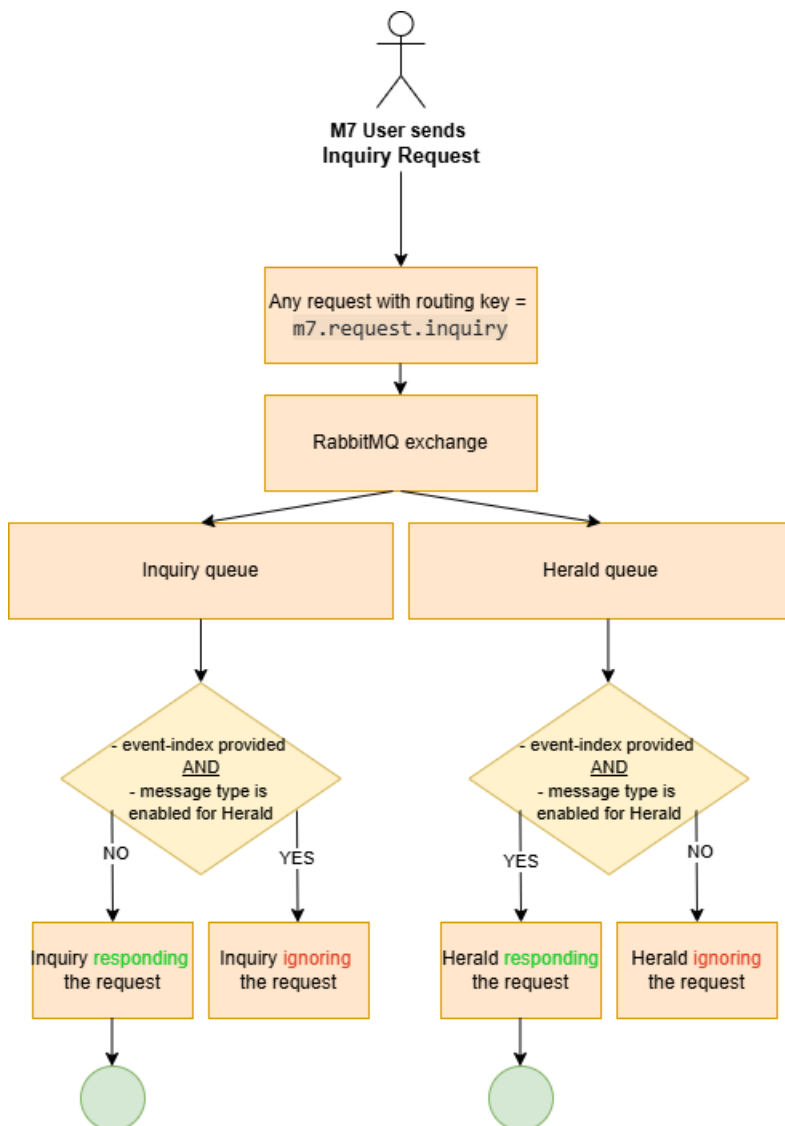 M7 User sends
Inquiry Request
Any request with routing key =
m7.request.inquiry
RabbitMQ exchange
Inquiry queue
Herald queue
- event-index provided
AND
- message type is
enabled for Herald
NO
YES
- event-index provided
AND
- message type is
enabled for Herald
YES
NO
Inquiry responding
the request
Inquiry ignoring
the request
Herald responding
the request
Herald ignoring
the request